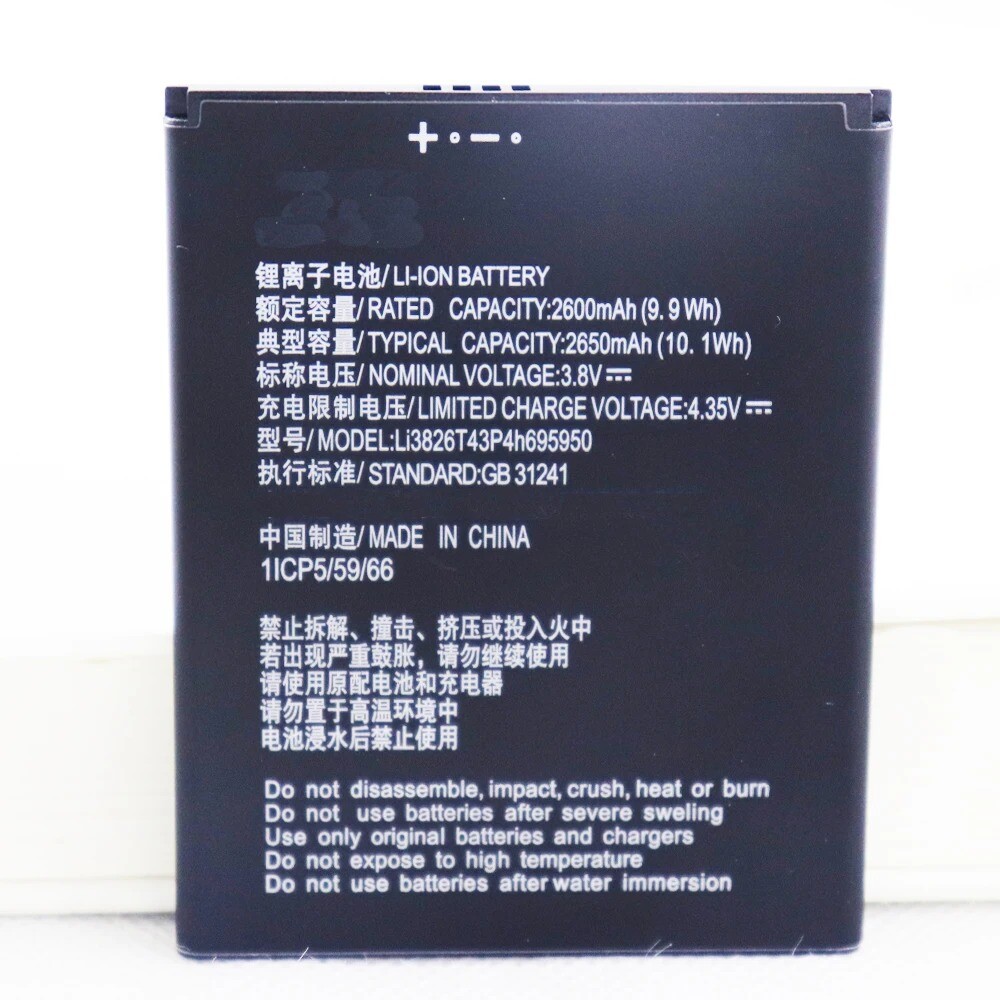 + • − •
锂离子电池/ LI-ION BATTERY
额定容量/ RATED CAPACITY:2600mAh (9.9 Wh)
典型容量/ TYPICAL CAPACITY:2650mAh (10.1Wh)
标称电压/ NOMINAL VOLTAGE:3.8V⎓
充电限制电压/ LIMITED CHARGE VOLTAGE:4.35V⎓
型号/ MODEL:Li3826T43P4h695950
执行标准/ STANDARD:GB 31241
中国制造/ MADE IN CHINA
1ICP5/59/66
禁止拆解、撞击、挤压或投入火中
若出现严重鼓胀，请勿继续使用
请使用原配电池和充电器
请勿置于高温环境中
电池浸水后禁止使用
Do not disassemble, impact, crush, heat or burn
Do not use batteries after severe sweling
Use only original batteries and chargers
Do not expose to high temperature
Do not use batteries after water immersion